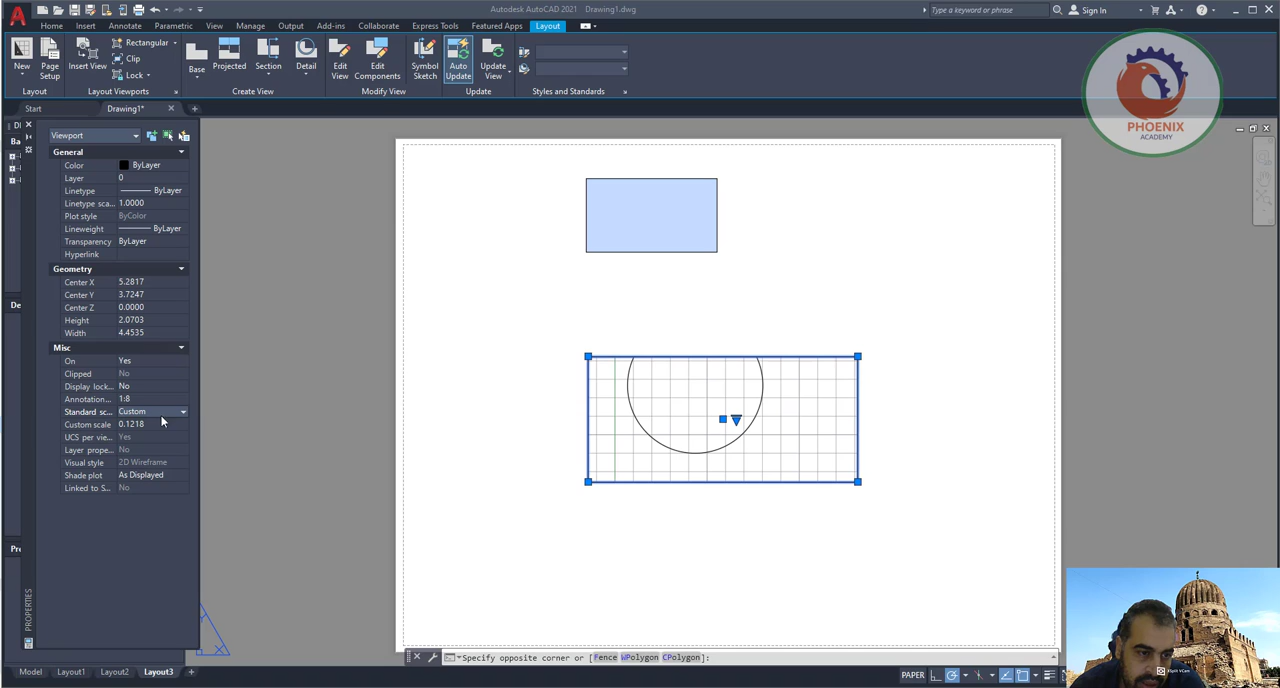 Autodesk AutoCAD 2021   Drawing1.dwg
Type a keyword or phrase
Sign In
Home Insert Annotate Parametric View Manage Output Add-ins Collaborate Express Tools Featured Apps Layout
New
Page Setup
Insert View
Rectangular
Clip
Lock
Base
Projected
Section
Detail
Edit View
Edit Components
Symbol Sketch
Auto Update
Update View
Layout
Layout Viewports
Create View
Modify View
Update
Styles and Standards
PHOENIX
ACADEMY
Start
Drawing1*
Viewport
General
Color ByLayer
Layer 0
Linetype ByLayer
Linetype sca... 1.0000
Plot style ByColor
Lineweight ByLayer
Transparency ByLayer
Hyperlink
Geometry
Center X 5.2817
Center Y 3.7247
Center Z 0.0000
Height 2.0703
Width 4.4535
Misc
On Yes
Clipped No
Display lock... No
Annotation... 1:8
Standard sc... Custom
Custom scale 0.1218
UCS per vie... Yes
Layer prope... No
Visual style 2D Wireframe
Shade plot As Displayed
Linked to S... No
PROPERTIES
Specify opposite corner or [Fence WPolygon CPolygon]:
Model Layout1 Layout2 Layout3 +
PAPER